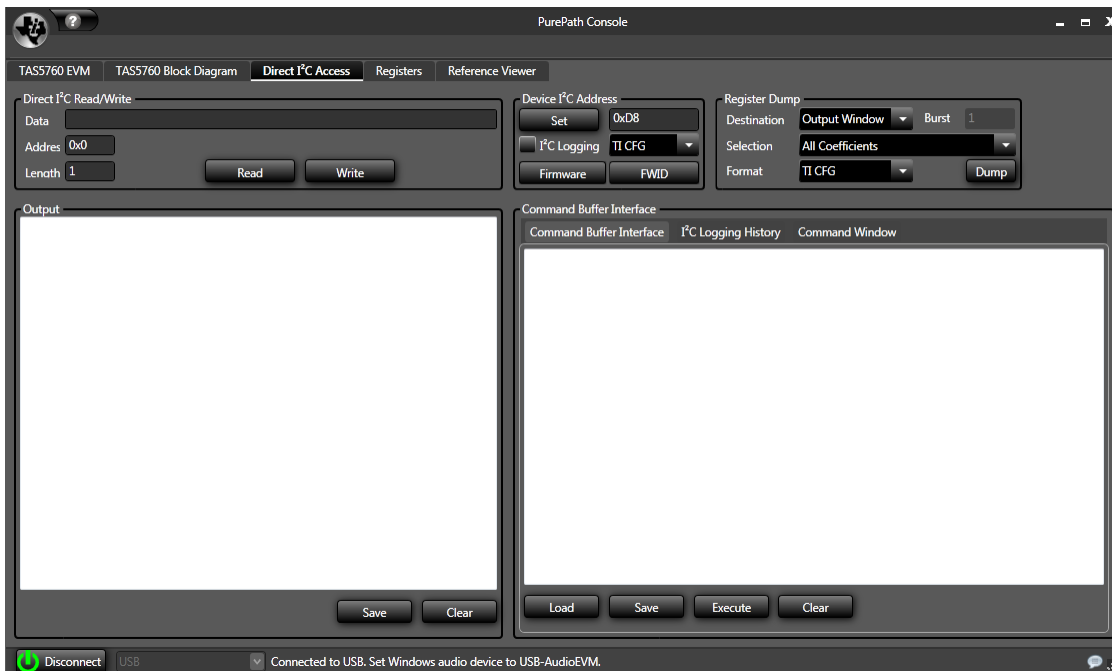 ?
PurePath Console
TAS5760 EVM TAS5760 Block Diagram Direct I²C Access Registers Reference Viewer
Direct I²C Read/Write
Data
Addres 0x0
Length 1
Read Write
Device I²C Address
Set 0xD8
I²C Logging TI CFG
Firmware FWID
Register Dump
Destination Output Window Burst 1
Selection All Coefficients
Format TI CFG Dump
Output
Save Clear
Command Buffer Interface
Command Buffer Interface I²C Logging History Command Window
Load Save Execute Clear
Disconnect USB Connected to USB. Set Windows audio device to USB-AudioEVM.